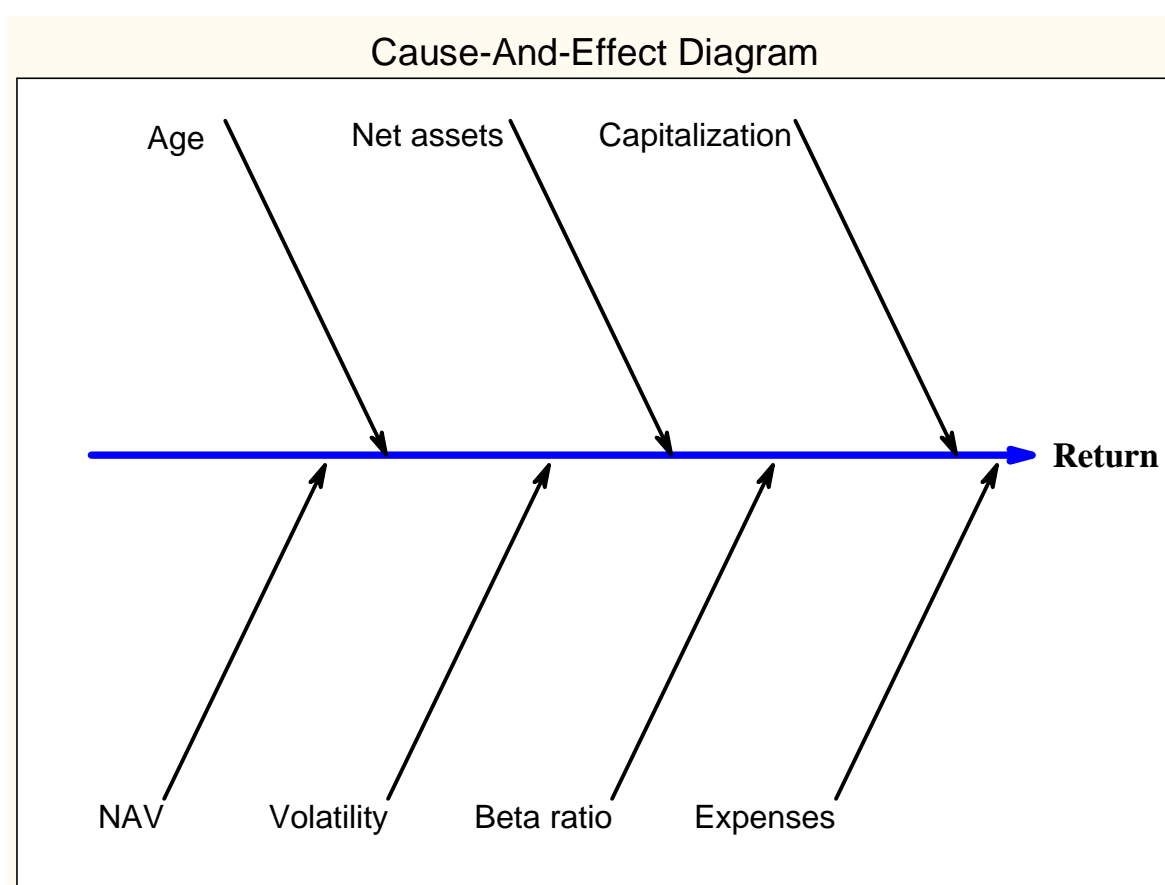 Cause-And-Effect Diagram
Age
Net assets
Capitalization
Return
NAV
Volatility
Beta ratio
Expenses